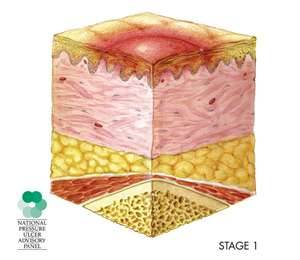 NATIONAL
PRESSURE
ULCER
ADVISORY
PANEL
STAGE 1